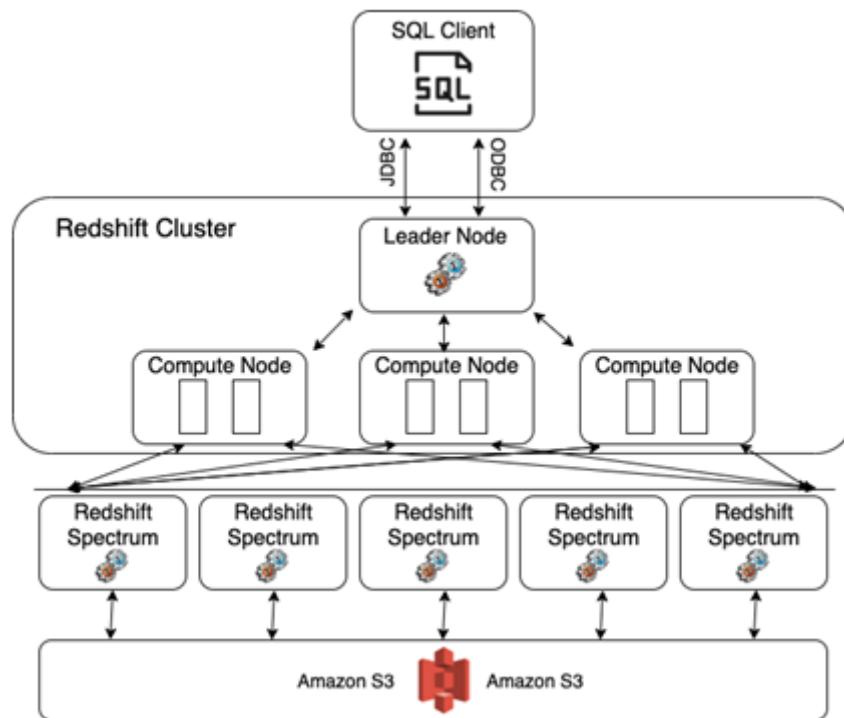 SQL Client
SQL
JDBC
ODBC
Redshift Cluster
Leader Node
Compute Node
Compute Node
Compute Node
Redshift
Spectrum
Redshift
Spectrum
Redshift
Spectrum
Redshift
Spectrum
Redshift
Spectrum
Amazon S3
Amazon S3